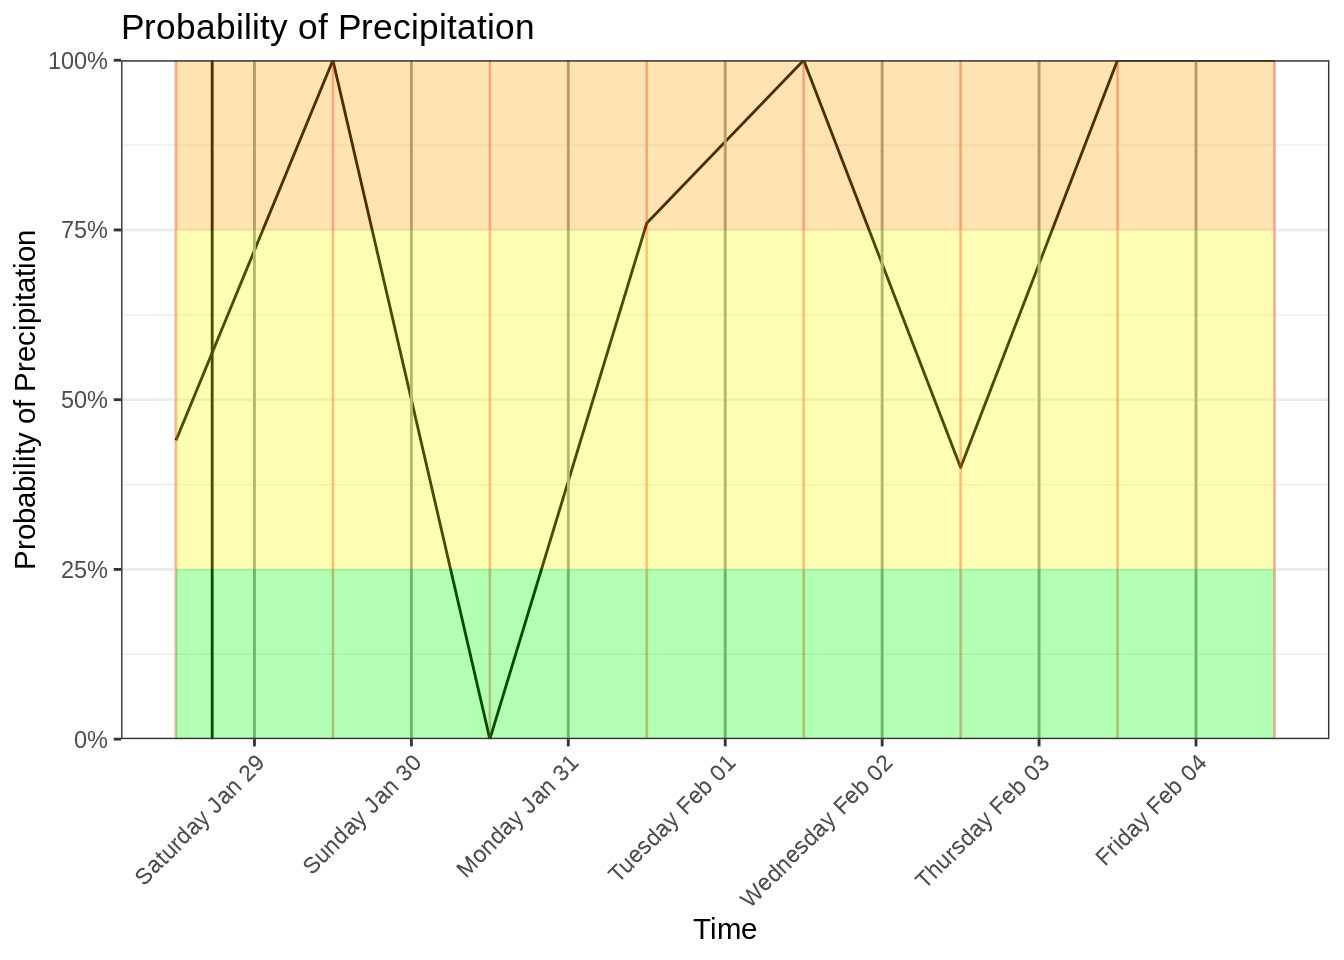 Probability of Precipitation
100%
75%
50%
25%
0%
Probability of Precipitation
Saturday Jan 29
Sunday Jan 30
Monday Jan 31
Tuesday Feb 01
Wednesday Feb 02
Thursday Feb 03
Friday Feb 04
Time